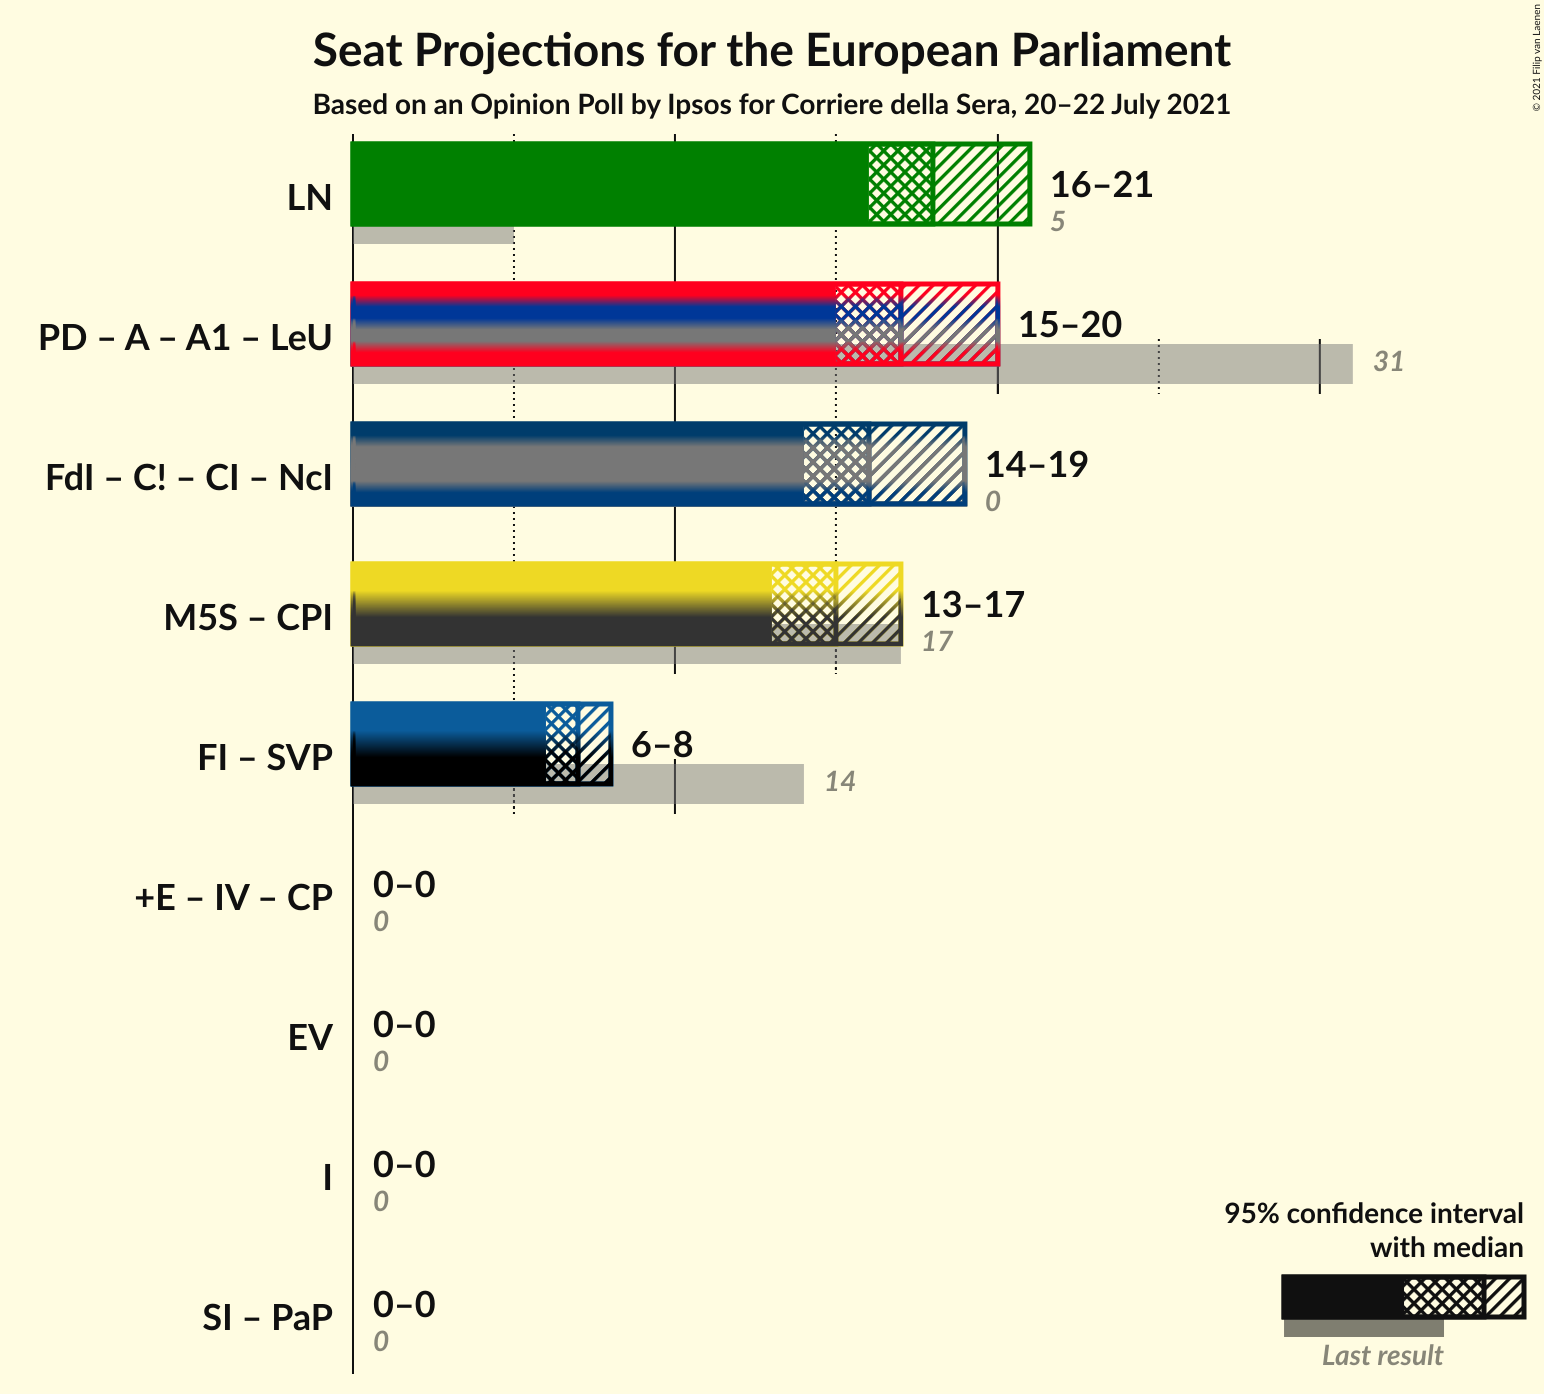 Seat Projections for the European Parliament
Based on an Opinion Poll by Ipsos for Corriere della Sera, 20–22 July 2021
© 2021 Filip van Laenen
LN
16–21
5
PD – A – A1 – LeU
15–20
31
FdI – C! – CI – NcI
14–19
0
M5S – CPI
13–17
17
FI – SVP
6–8
14
+E – IV – CP
0–0
0
EV
0–0
0
I
0–0
0
SI – PaP
0–0
0
95% confidence interval
with median
Last result